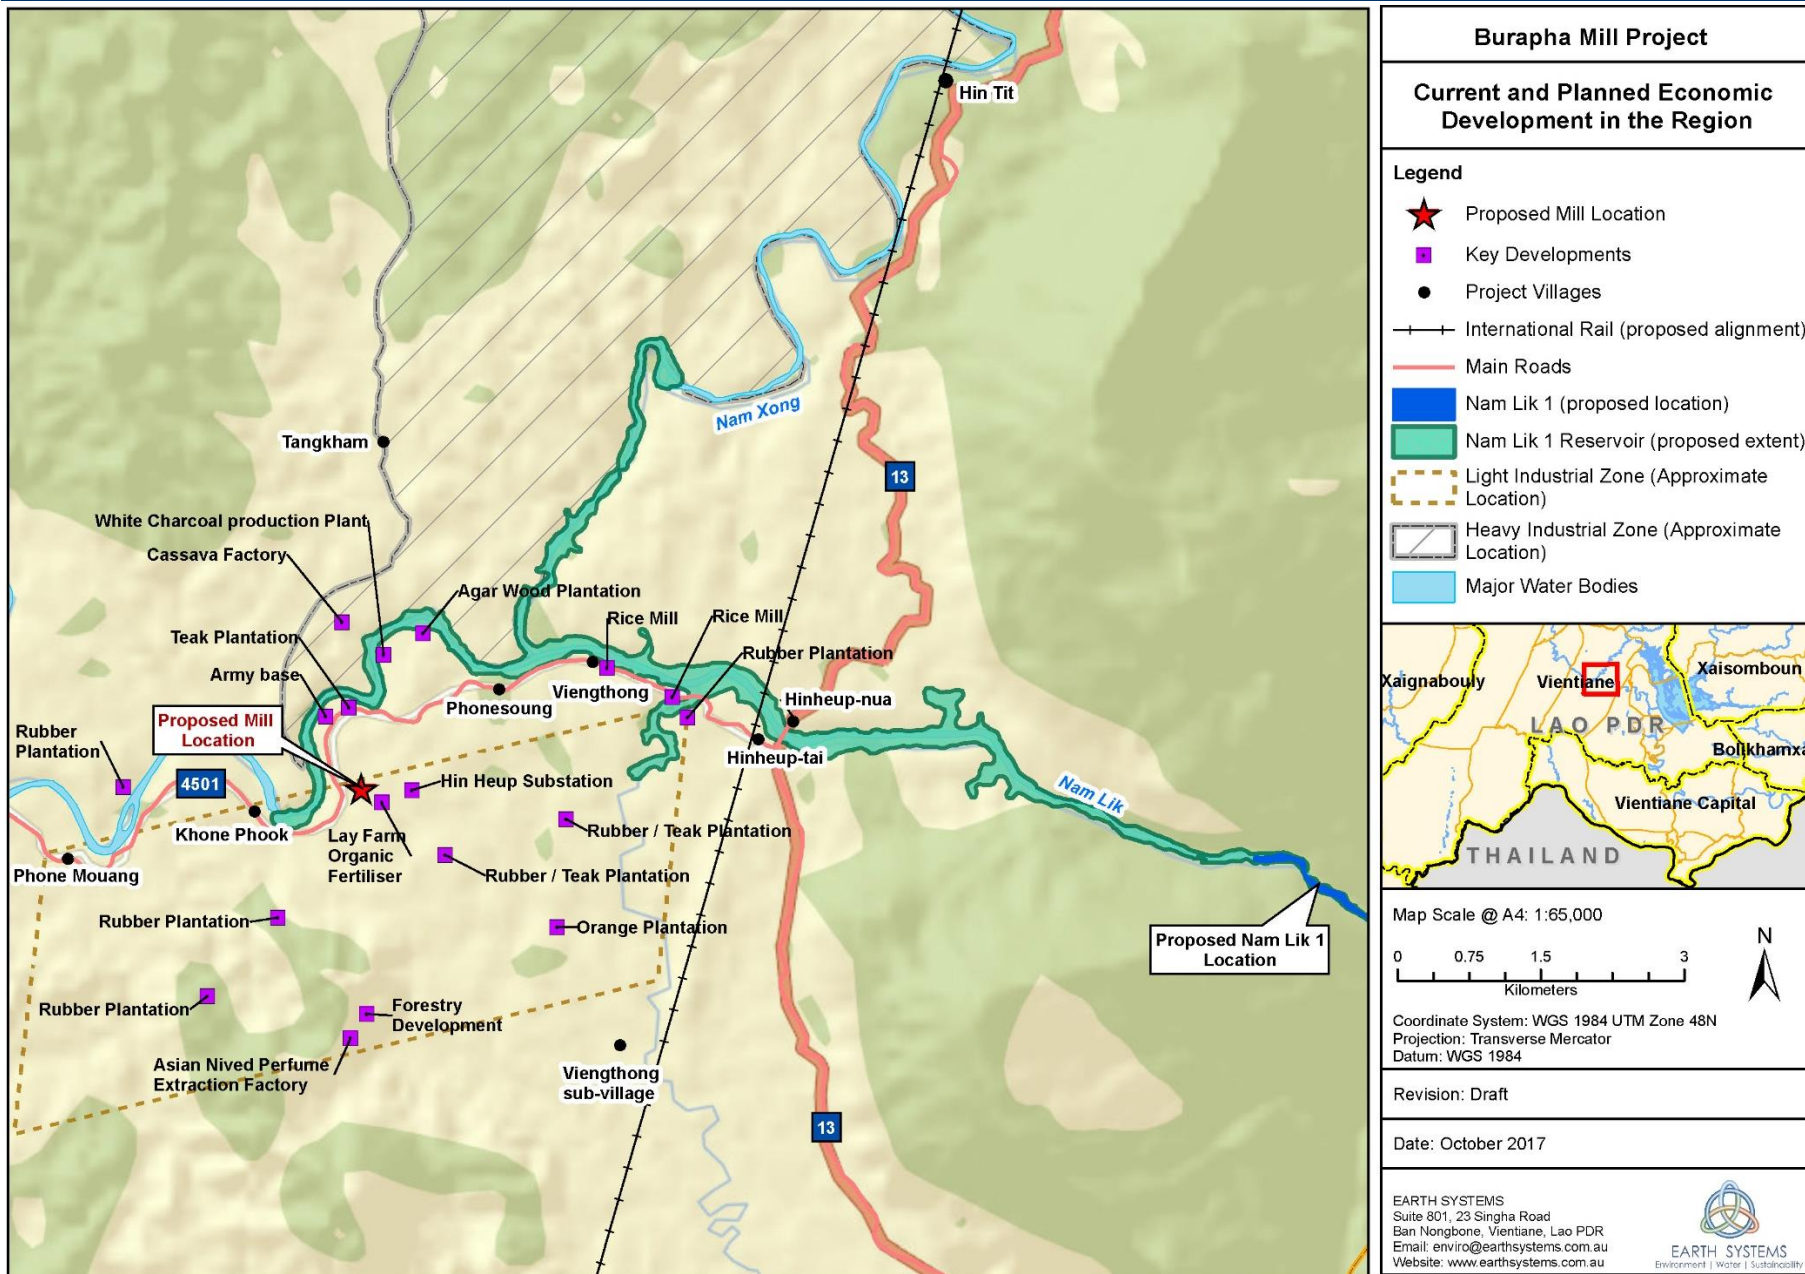 Hin Tit
Nam Xong
Tangkham
13
White Charcoal production Plant
Cassava Factory
Agar Wood Plantation
Teak Plantation
Rice Mill
Rice Mill
Army base
Rubber Plantation
Viengthong
Phonesoung
Hinheup-nua
Proposed Mill
Location
Rubber
Plantation
Hinheup-tai
4501
Hin Heup Substation
Nam Lik
Khone Phook
Lay Farm
Organic
Fertiliser
Rubber / Teak Plantation
Phone Mouang
Rubber / Teak Plantation
Rubber Plantation
Orange Plantation
Proposed Nam Lik 1
Location
Rubber Plantation
Forestry
Development
Asian Nived Perfume
Extraction Factory
Viengthong
sub-village
13
Burapha Mill Project
Current and Planned Economic
Development in the Region
Legend
Proposed Mill Location
Key Developments
Project Villages
International Rail (proposed alignment)
Main Roads
Nam Lik 1 (proposed location)
Nam Lik 1 Reservoir (proposed extent)
Light Industrial Zone (Approximate
Location)
Heavy Industrial Zone (Approximate
Location)
Major Water Bodies
Xaignabouly
Vientiane
Xaisomboun
LAO PDR
Bolikhamxa
Vientiane Capital
THAILAND
Map Scale @ A4: 1:65,000
0 0.75 1.5 3
Kilometers
N
Coordinate System: WGS 1984 UTM Zone 48N
Projection: Transverse Mercator
Datum: WGS 1984
Revision: Draft
Date: October 2017
EARTH SYSTEMS
Suite 801, 23 Singha Road
Ban Nongbone, Vientiane, Lao PDR
Email: enviro@earthsystems.com.au
Website: www.earthsystems.com.au
EARTH SYSTEMS
Environment | Water | Sustainability